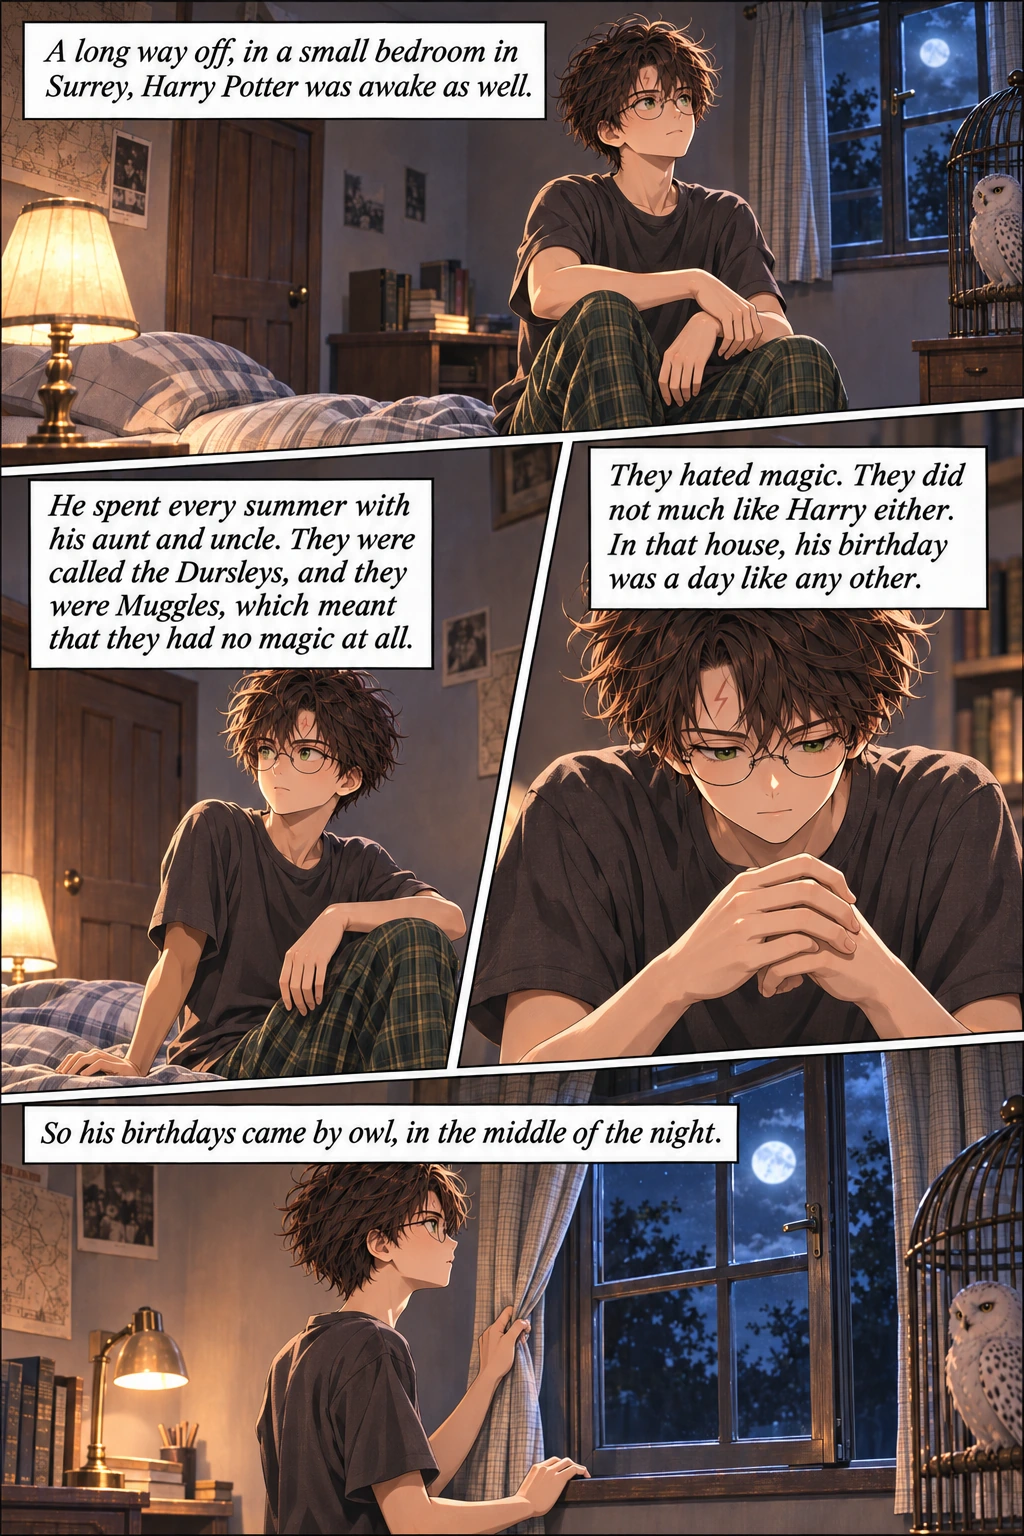 A long way off, in a small bedroom in
Surrey, Harry Potter was awake as well.
He spent every summer with
his aunt and uncle. They were
called the Dursleys, and they
were Muggles, which meant
that they had no magic at all.
They hated magic. They did
not much like Harry either.
In that house, his birthday
was a day like any other.
So his birthdays came by owl, in the middle of the night.